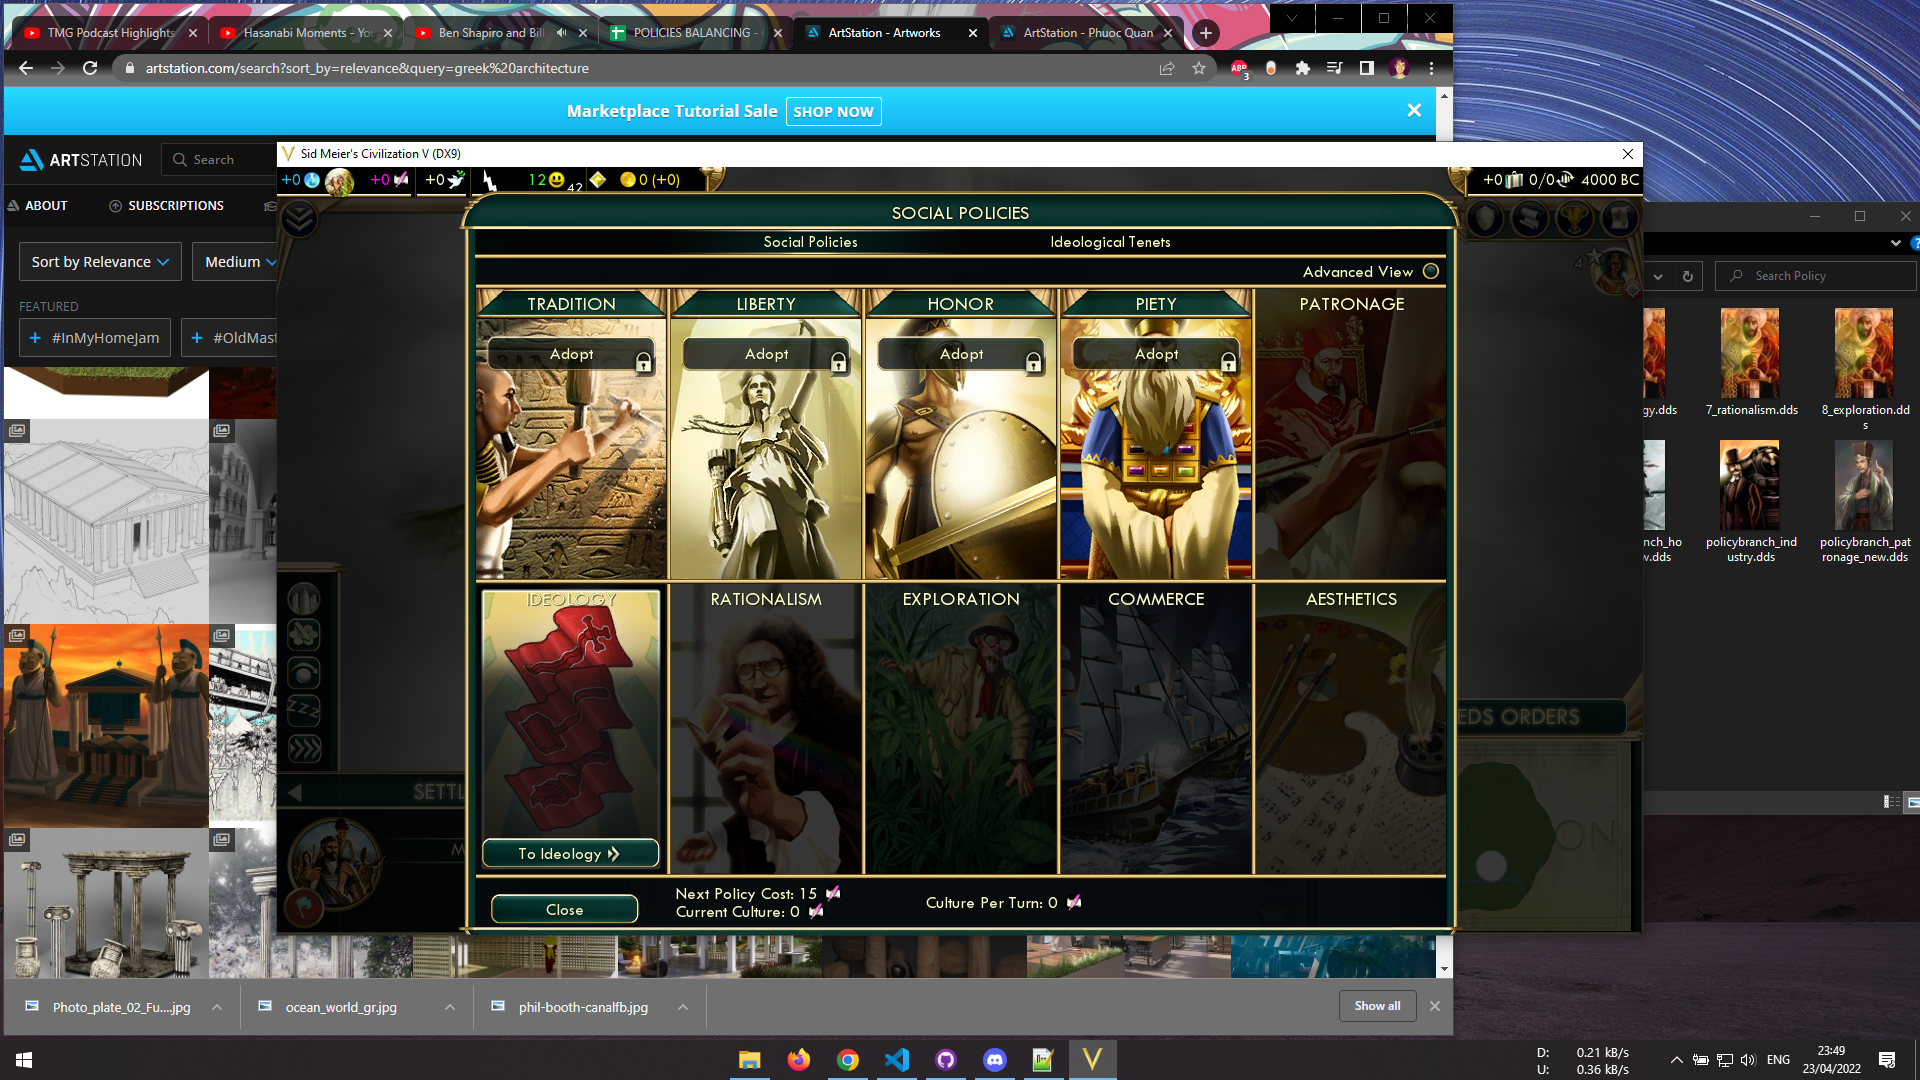 TMG Podcast Highlights
Hasanabi Moments - You
Ben Shapiro and Bill
POLICIES BALANCING -
ArtStation - Artworks
ArtStation - Phuoc Quan
artstation.com/search?sort_by=relevance&query=greek%20architecture
ABP
3
Marketplace Tutorial Sale
SHOP NOW
ARTSTATION
Search
ABOUT
SUBSCRIPTIONS
Sort by Relevance
Medium
FEATURED
+ #InMyHomeJam
+ #OldMast
Sid Meier's Civilization V (DX9)
+0
+0
+0
12
42
0 (+0)
+0
0/0
4000 BC
SOCIAL POLICIES
Social Policies
Ideological Tenets
Advanced View
TRADITION
LIBERTY
HONOR
PIETY
PATRONAGE
Adopt
Adopt
Adopt
Adopt
IDEOLOGY
RATIONALISM
EXPLORATION
COMMERCE
AESTHETICS
To Ideology
Close
Next Policy Cost: 15
Current Culture: 0
Culture Per Turn: 0
SETTL
M
EDS ORDERS
ON
4
Search Policy
gy.dds
7_rationalism.dds
8_exploration.dd
s
nch_ho
w.dds
policybranch_ind
ustry.dds
policybranch_pat
ronage_new.dds
Photo_plate_02_Fu....jpg
ocean_world_gr.jpg
phil-booth-canalfb.jpg
Show all
D: 0.21 kB/s
U: 0.36 kB/s
ENG
23:49
23/04/2022